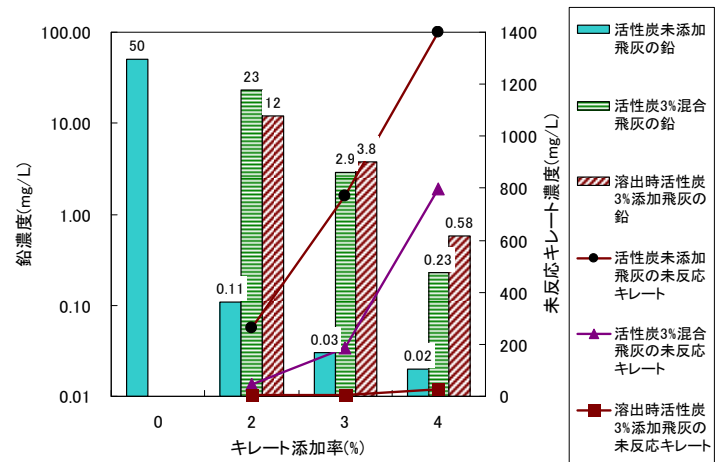 100.00
10.00
1.00
0.10
0.01
鉛濃度(mg/L)
50
0.11
23
12
0.03
2.9
3.8
0.02
0.23
0.58
0
2
3
4
キレート添加率(%)
1400
1200
1000
800
600
400
200
0
未反応キレート濃度(mg/L)
活性炭未添加
飛灰の鉛
活性炭3%混合
飛灰の鉛
溶出時活性炭
3%添加飛灰の
鉛
活性炭未添加
飛灰の未反応
キレート
活性炭3%混合
飛灰の未反応
キレート
溶出時活性炭
3%添加飛灰の
未反応キレート